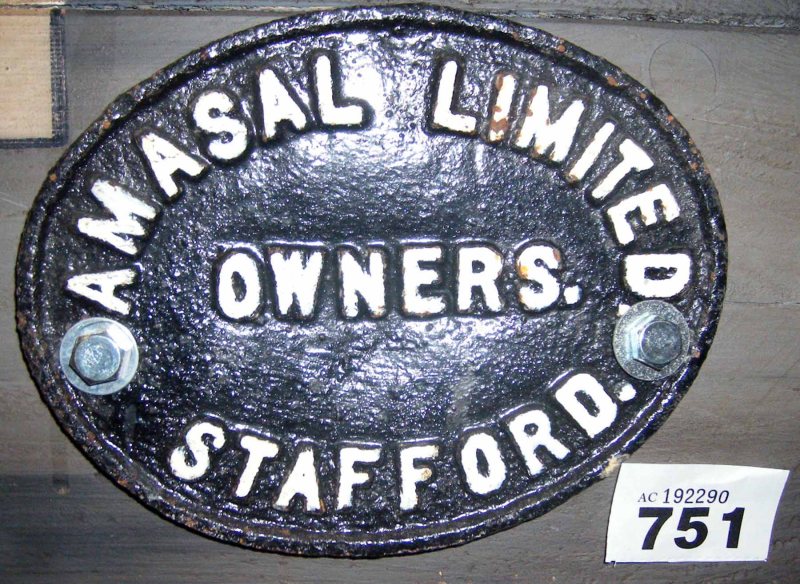 AMASAL LIMITED.
OWNERS.
STAFFORD.
AC 192290
751